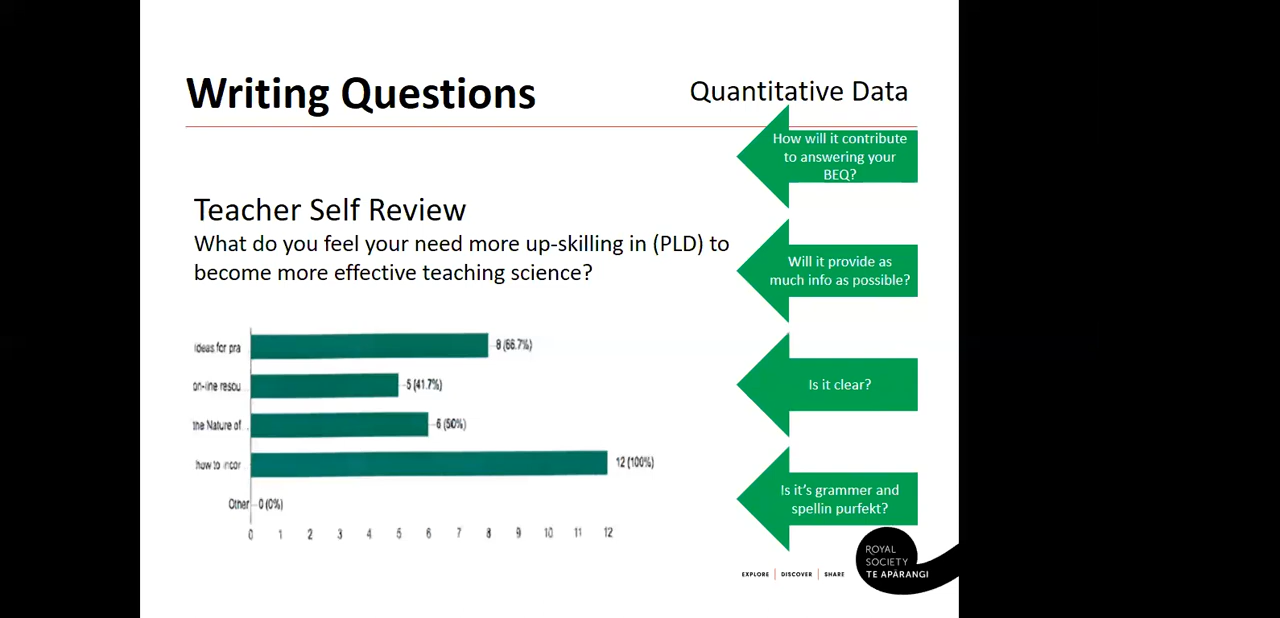 Writing Questions
Quantitative Data
How will it contribute
to answering your
BEQ?
Teacher Self Review
What do you feel your need more up-skilling in (PLD) to
become more effective teaching science?
Will it provide as
much info as possible?
Is it clear?
Is it's grammer and
spellin purfekt?
ideas for pra
8 (66.7%)
on-line resou...
5 (41.7%)
the Nature of...
6 (50%)
how to incor
12 (100%)
Other
0 (0%)
0 1 2 3 4 5 6 7 8 9 10 11 12
EXPLORE | DISCOVER | SHARE
ROYAL
SOCIETY
TE APĀRANGI